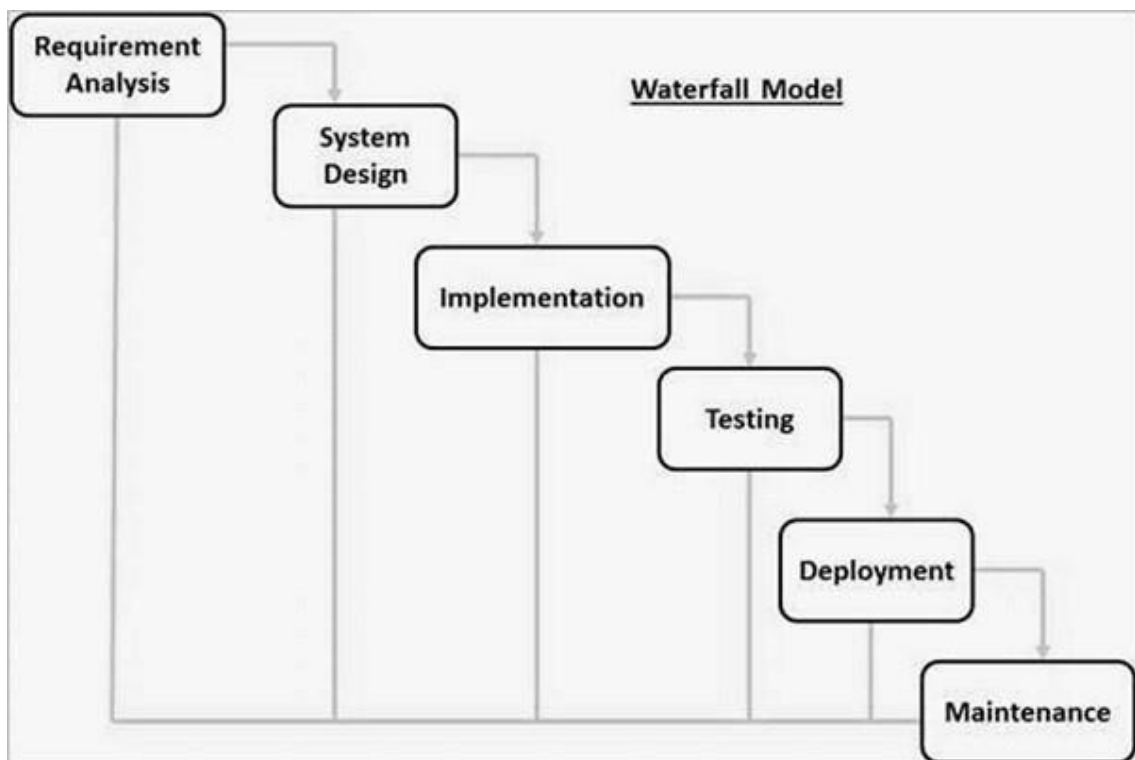 Requirement
Analysis
Waterfall Model
System
Design
Implementation
Testing
Deployment
Maintenance